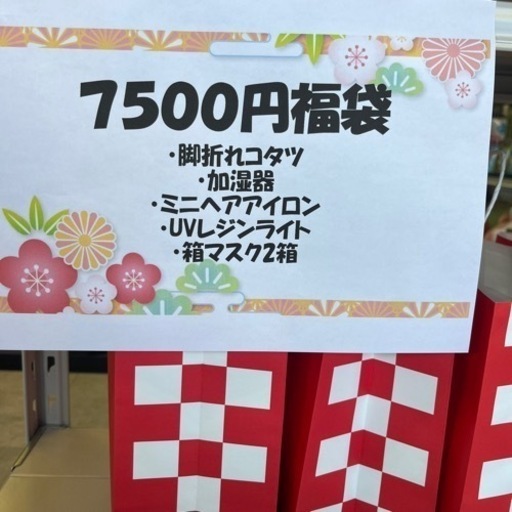 7500円福袋
・脚折れコタツ
・加湿器
・ミニヘアアイロン
・UVレジンライト
・箱マスク2箱